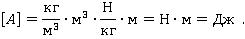 [A] = кг/м³ · м³ · Н/кг · м = Н · м = Дж .